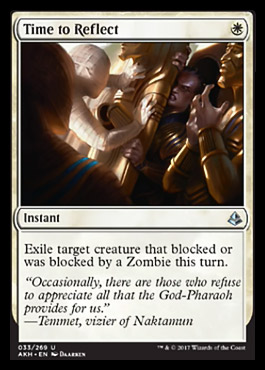 Time to Reflect
Instant
Exile target creature that blocked or
was blocked by a Zombie this turn.
“Occasionally, there are those who refuse
to appreciate all that the God-Pharaoh
provides for us.”
—Temmet, vizier of Naktamun
033/269 U
AKH • EN DAARKEN
™ & © 2017 Wizards of the Coast